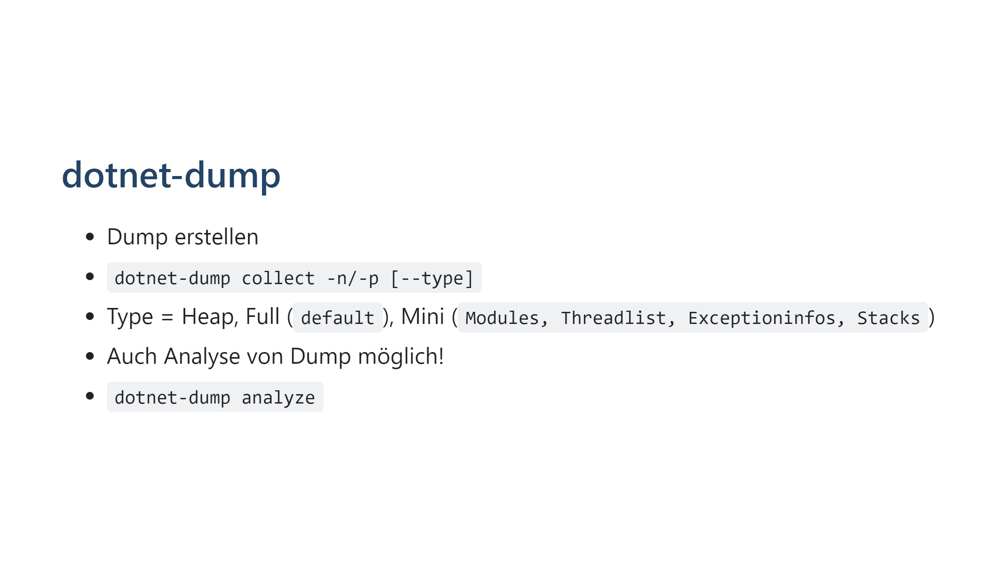 dotnet-dump
• Dump erstellen
• dotnet-dump collect -n/-p [--type]
• Type = Heap, Full (default), Mini (Modules, Threadlist, Exceptioninfos, Stacks)
• Auch Analyse von Dump möglich!
• dotnet-dump analyze